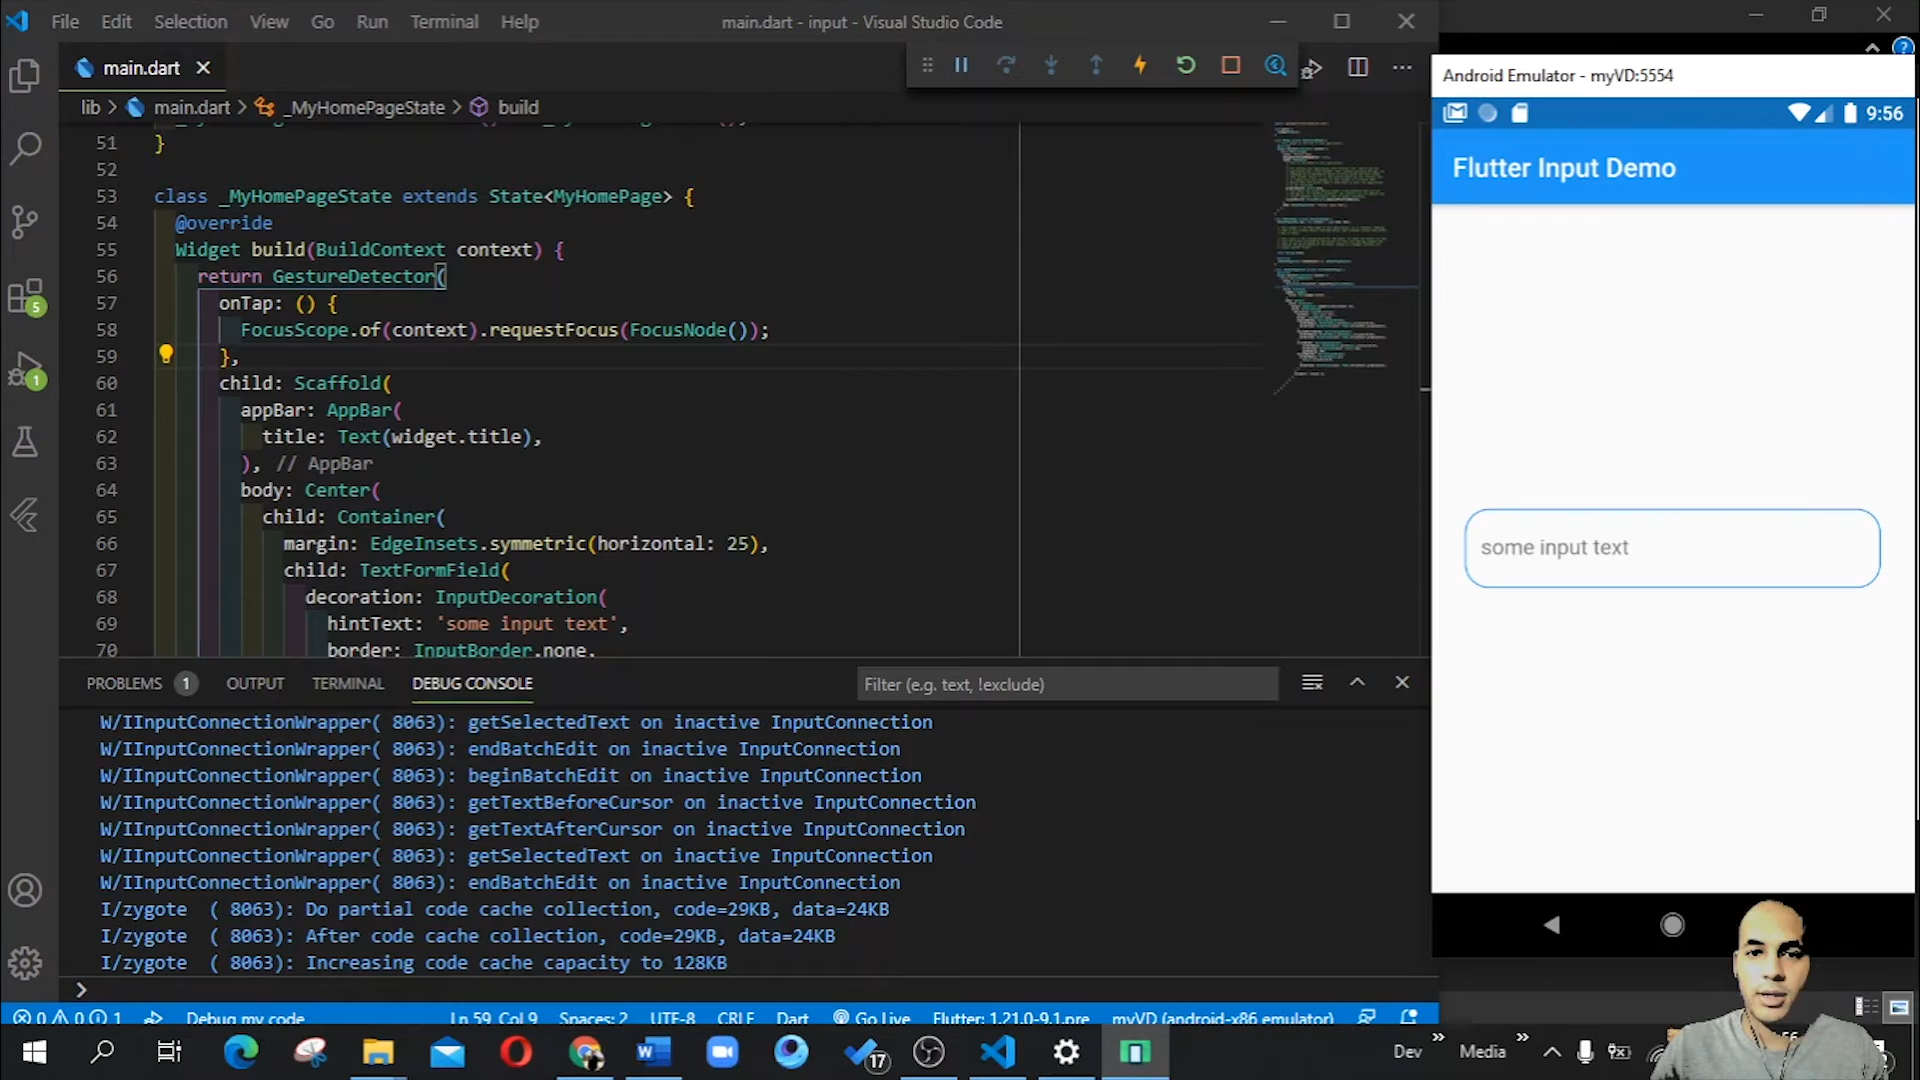 File Edit Selection View Go Run Terminal Help
main.dart - input - Visual Studio Code
main.dart
lib > main.dart > _MyHomePageState > build
51 }
52
53 class _MyHomePageState extends State<MyHomePage> {
54 @override
55 Widget build(BuildContext context) {
56 return GestureDetector(
57 onTap: () {
58 FocusScope.of(context).requestFocus(FocusNode());
59 },
60 child: Scaffold(
61 appBar: AppBar(
62 title: Text(widget.title),
63 ), // AppBar
64 body: Center(
65 child: Container(
66 margin: EdgeInsets.symmetric(horizontal: 25),
67 child: TextFormField(
68 decoration: InputDecoration(
69 hintText: 'some input text',
70 border: InputBorder.none,
5
1
PROBLEMS 1 OUTPUT TERMINAL DEBUG CONSOLE
Filter (e.g. text, !exclude)
W/IInputConnectionWrapper( 8063): getSelectedText on inactive InputConnection
W/IInputConnectionWrapper( 8063): endBatchEdit on inactive InputConnection
W/IInputConnectionWrapper( 8063): beginBatchEdit on inactive InputConnection
W/IInputConnectionWrapper( 8063): getTextBeforeCursor on inactive InputConnection
W/IInputConnectionWrapper( 8063): getTextAfterCursor on inactive InputConnection
W/IInputConnectionWrapper( 8063): getSelectedText on inactive InputConnection
W/IInputConnectionWrapper( 8063): endBatchEdit on inactive InputConnection
I/zygote ( 8063): Do partial code cache collection, code=29KB, data=24KB
I/zygote ( 8063): After code cache collection, code=29KB, data=24KB
I/zygote ( 8063): Increasing code cache capacity to 128KB
>
0 0 1 Debug my code Ln 59, Col 9 Spaces: 2 UTF-8 CRLF Dart Go Live Flutter: 1.21.0-9.1.pre myVD (android-x86 emulator)
Android Emulator - myVD:5554
9:56
Flutter Input Demo
some input text
17
Dev » Media »